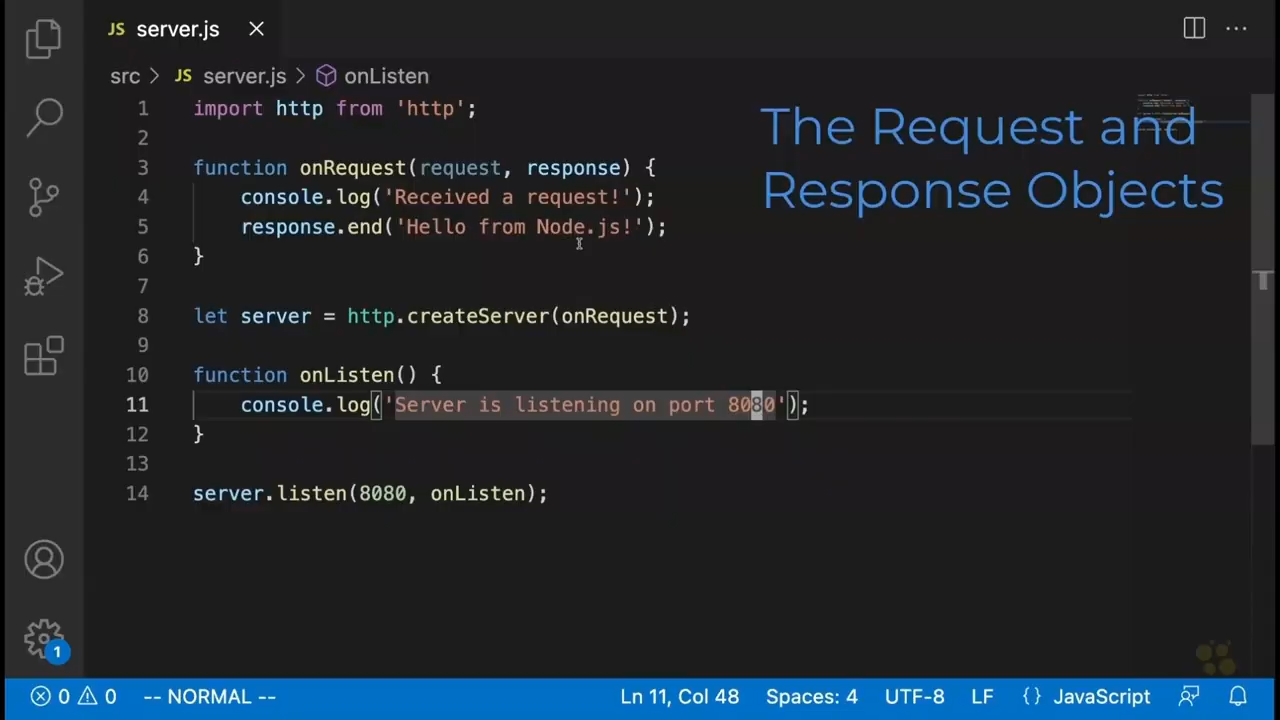 JS server.js
src > JS server.js > onListen
The Request and
Response Objects
1 import http from 'http';
2
3 function onRequest(request, response) {
4 console.log('Received a request!');
5 response.end('Hello from Node.js!');
6 }
7
8 let server = http.createServer(onRequest);
9
10 function onListen() {
11 console.log('Server is listening on port 8080');
12 }
13
14 server.listen(8080, onListen);
1
0 0 -- NORMAL -- Ln 11, Col 48 Spaces: 4 UTF-8 LF {} JavaScript